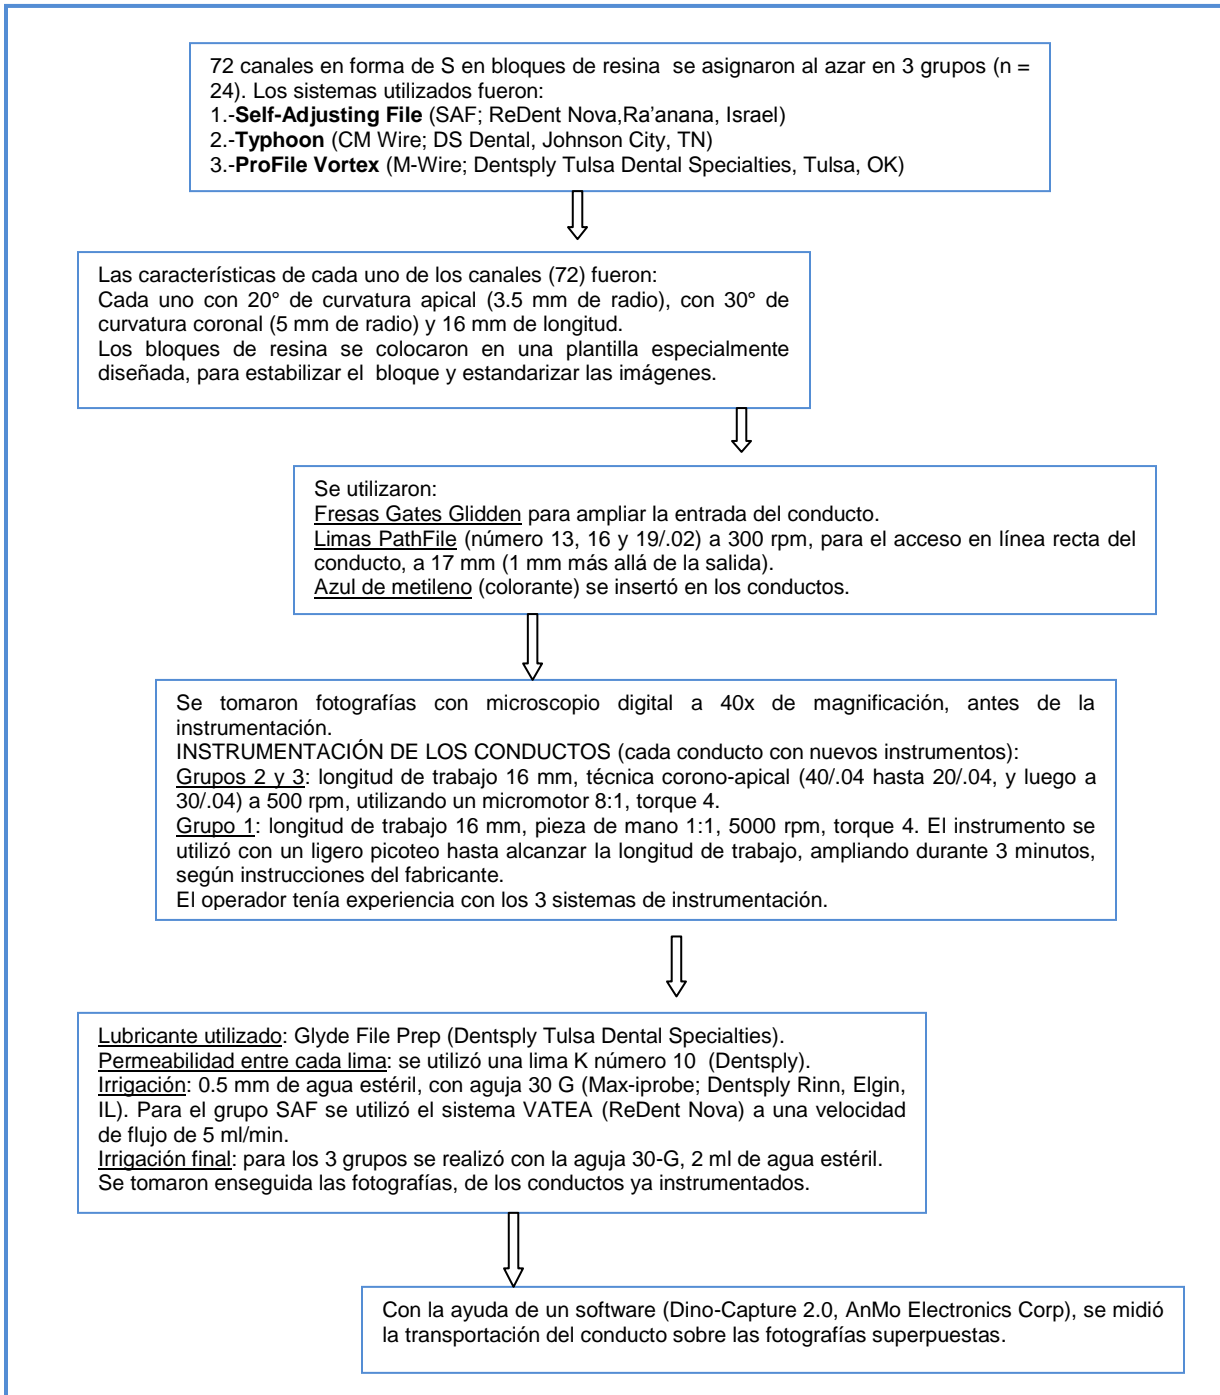 72 canales en forma de S en bloques de resina se asignaron al azar en 3 grupos (n =
24). Los sistemas utilizados fueron:
1.-Self-Adjusting File (SAF; ReDent Nova,Ra'anana, Israel)
2.-Typhoon (CM Wire; DS Dental, Johnson City, TN)
3.-ProFile Vortex (M-Wire; Dentsply Tulsa Dental Specialties, Tulsa, OK)
Las características de cada uno de los canales (72) fueron:
Cada uno con 20° de curvatura apical (3.5 mm de radio), con 30° de
curvatura coronal (5 mm de radio) y 16 mm de longitud.
Los bloques de resina se colocaron en una plantilla especialmente
diseñada, para estabilizar el bloque y estandarizar las imágenes.
Se utilizaron:
Fresas Gates Glidden para ampliar la entrada del conducto.
Limas PathFile (número 13, 16 y 19/.02) a 300 rpm, para el acceso en línea recta del
conducto, a 17 mm (1 mm más allá de la salida).
Azul de metileno (colorante) se insertó en los conductos.
Se tomaron fotografías con microscopio digital a 40x de magnificación, antes de la
instrumentación.
INSTRUMENTACIÓN DE LOS CONDUCTOS (cada conducto con nuevos instrumentos):
Grupos 2 y 3: longitud de trabajo 16 mm, técnica corono-apical (40/.04 hasta 20/.04, y luego a
30/.04) a 500 rpm, utilizando un micromotor 8:1, torque 4.
Grupo 1: longitud de trabajo 16 mm, pieza de mano 1:1, 5000 rpm, torque 4. El instrumento se
utilizó con un ligero picoteo hasta alcanzar la longitud de trabajo, ampliando durante 3 minutos,
según instrucciones del fabricante.
El operador tenía experiencia con los 3 sistemas de instrumentación.
Lubricante utilizado: Glyde File Prep (Dentsply Tulsa Dental Specialties).
Permeabilidad entre cada lima: se utilizó una lima K número 10 (Dentsply).
Irrigación: 0.5 mm de agua estéril, con aguja 30 G (Max-iprobe; Dentsply Rinn, Elgin,
IL). Para el grupo SAF se utilizó el sistema VATEA (ReDent Nova) a una velocidad
de flujo de 5 ml/min.
Irrigación final: para los 3 grupos se realizó con la aguja 30-G, 2 ml de agua estéril.
Se tomaron enseguida las fotografías, de los conductos ya instrumentados.
Con la ayuda de un software (Dino-Capture 2.0, AnMo Electronics Corp), se midió
la transportación del conducto sobre las fotografías superpuestas.